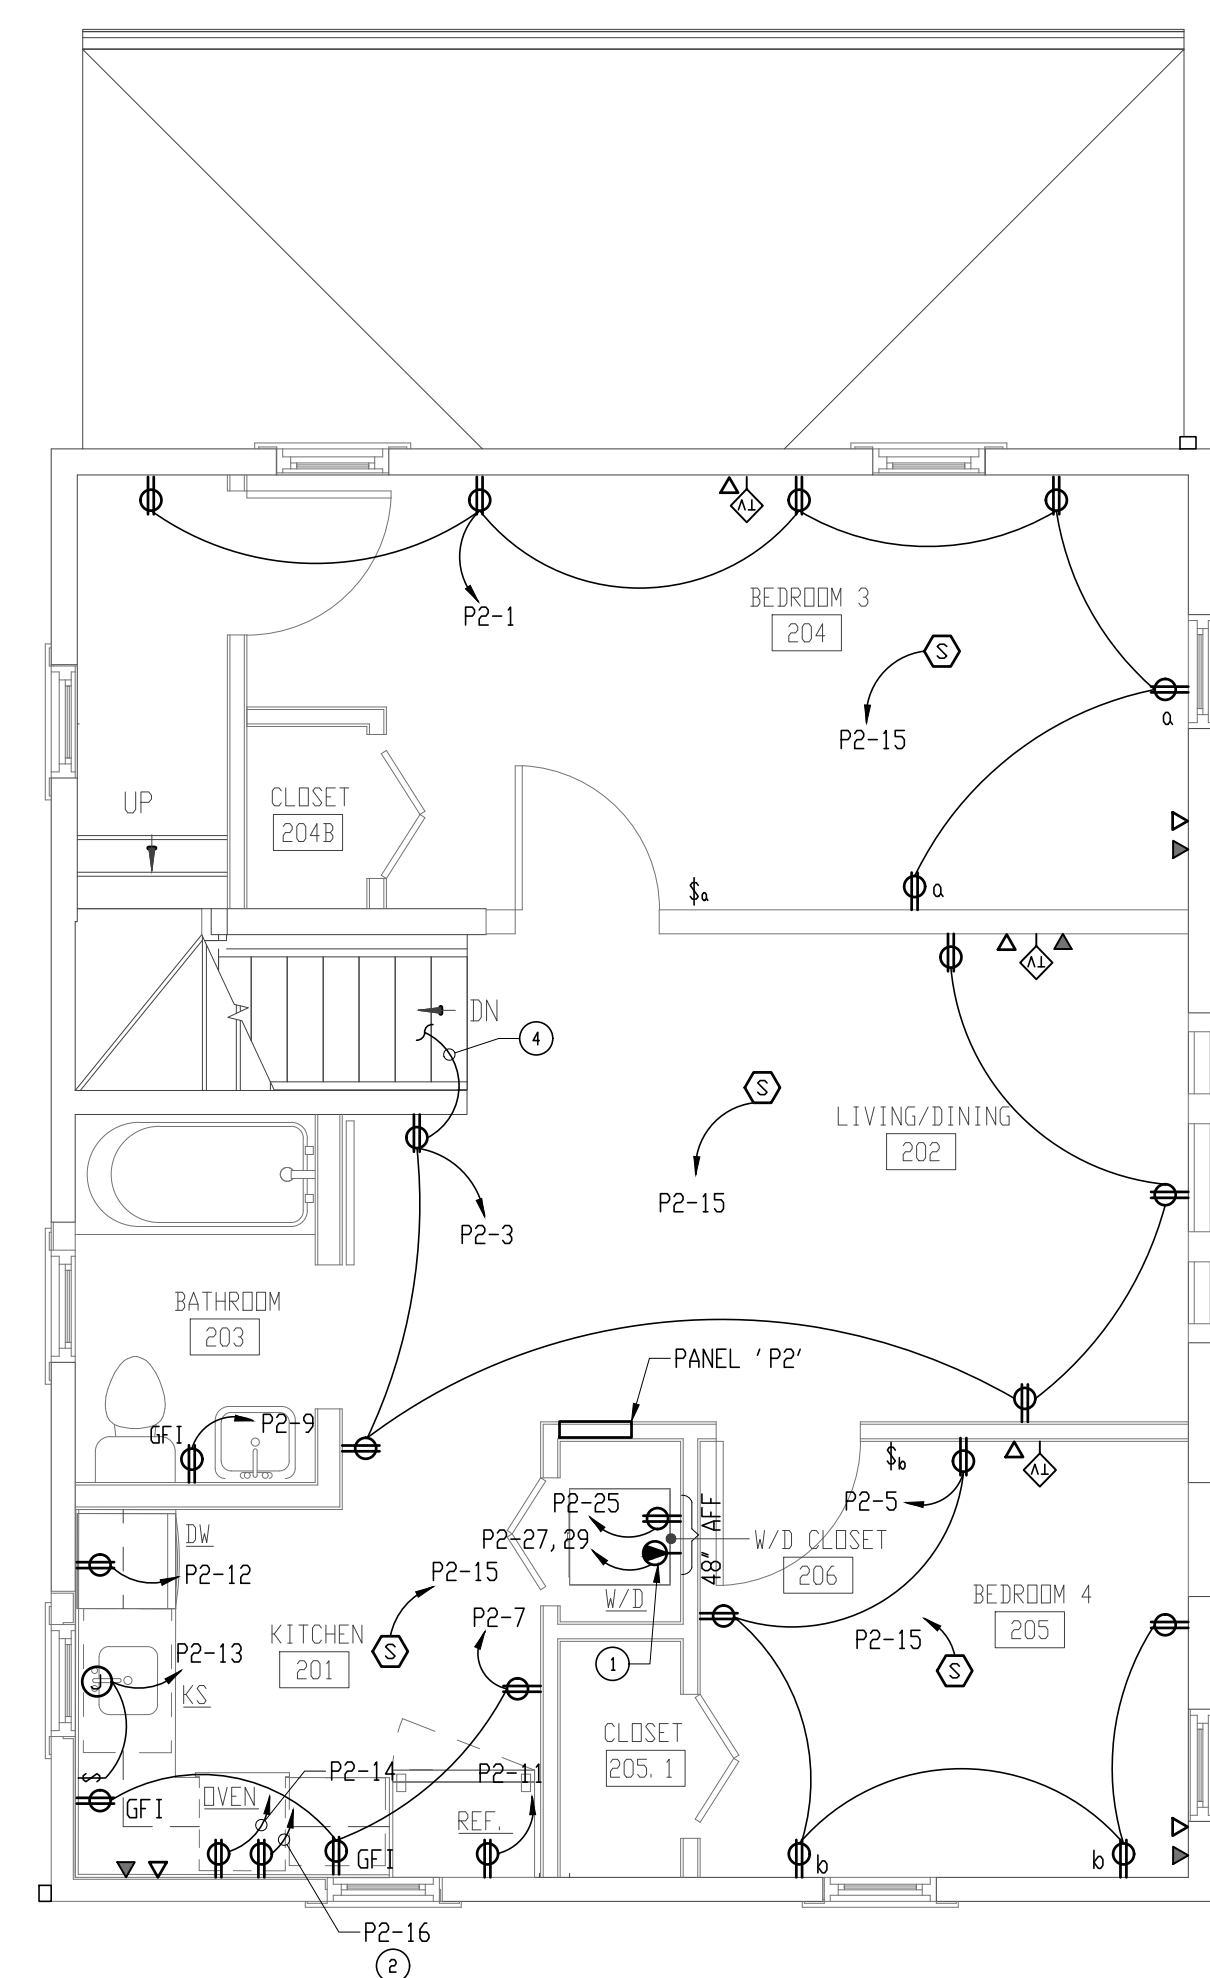 TV
P2-1
BEDROOM 3
204
S
P2-15
a
UP
CLOSET
204B
$a
a
TV
DN
4
S
LIVING/DINING
202
P2-15
P2-3
BATHROOM
203
PANEL 'P2'
P2-9
GFI
$b
TV
P2-5
P2-25
48" AFF
P2-27,29
W/D CLOSET
206
DW
P2-12
P2-15
W/D
BEDROOM 4
205
P2-7
KITCHEN
201
S
P2-15
S
1
P2-13
J
KS
CLOSET
205.1
P2-14
P2-11
S
OVEN
GFI
REF.
GFI
b
b
P2-16
2